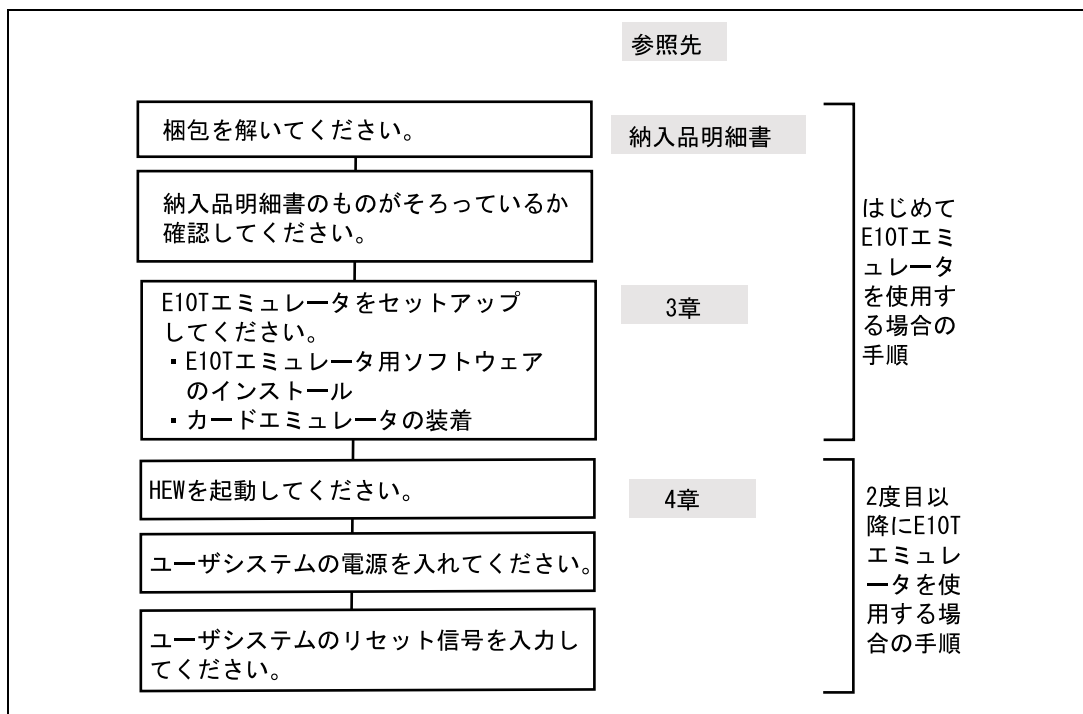 参照先
梱包を解いてください。
納入品明細書
納入品明細書のものがそろっているか
確認してください。
E10Tエミュレータをセットアップ
してください。
・E10Tエミュレータ用ソフトウェア
のインストール
・カードエミュレータの装着
3章
はじめて
E10Tエミ
ュレータ
を使用す
る場合の
手順
HEWを起動してください。
4章
ユーザシステムの電源を入れてください。
ユーザシステムのリセット信号を入力し
てください。
2度目以
降にE10T
エミュレ
ータを使
用する場
合の手順